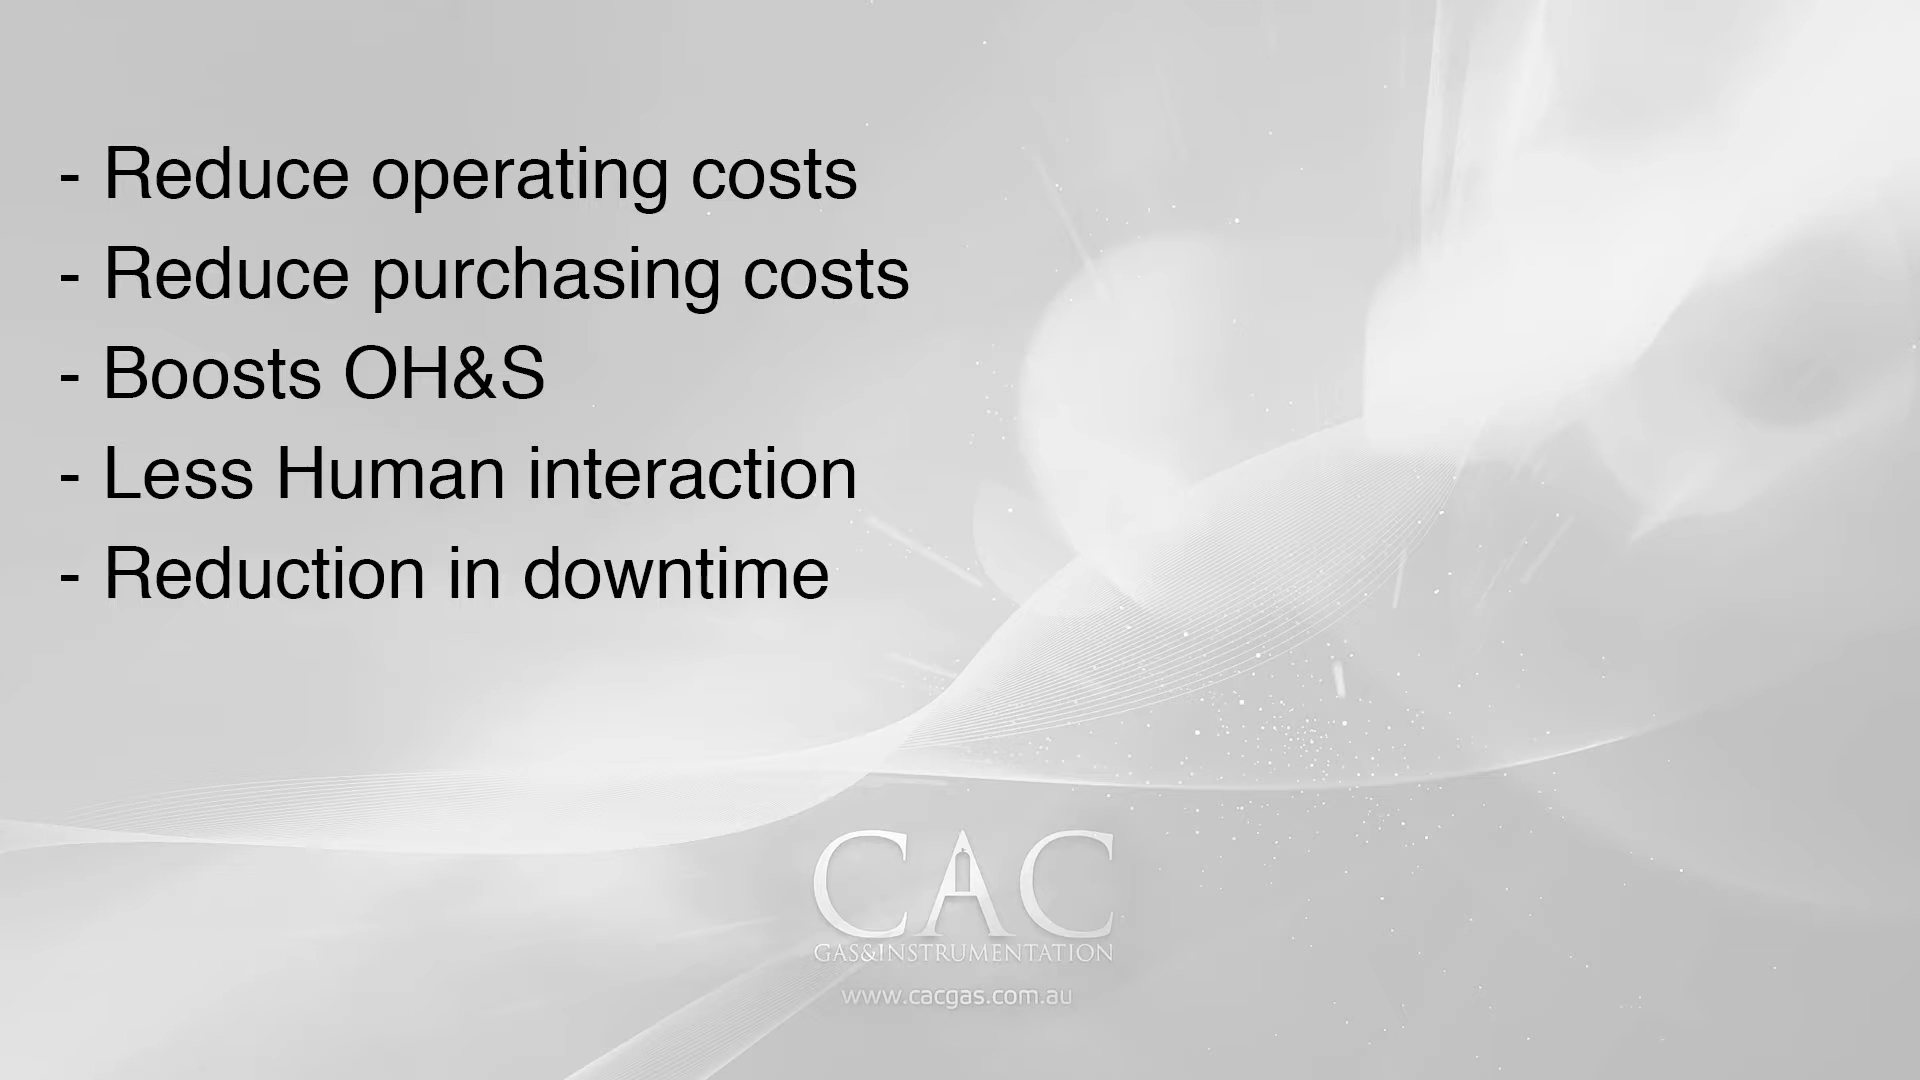 - Reduce operating costs
- Reduce purchasing costs
- Boosts OH&S
- Less Human interaction
- Reduction in downtime
CAC
GAS&INSTRUMENTATION
www.cacgas.com.au